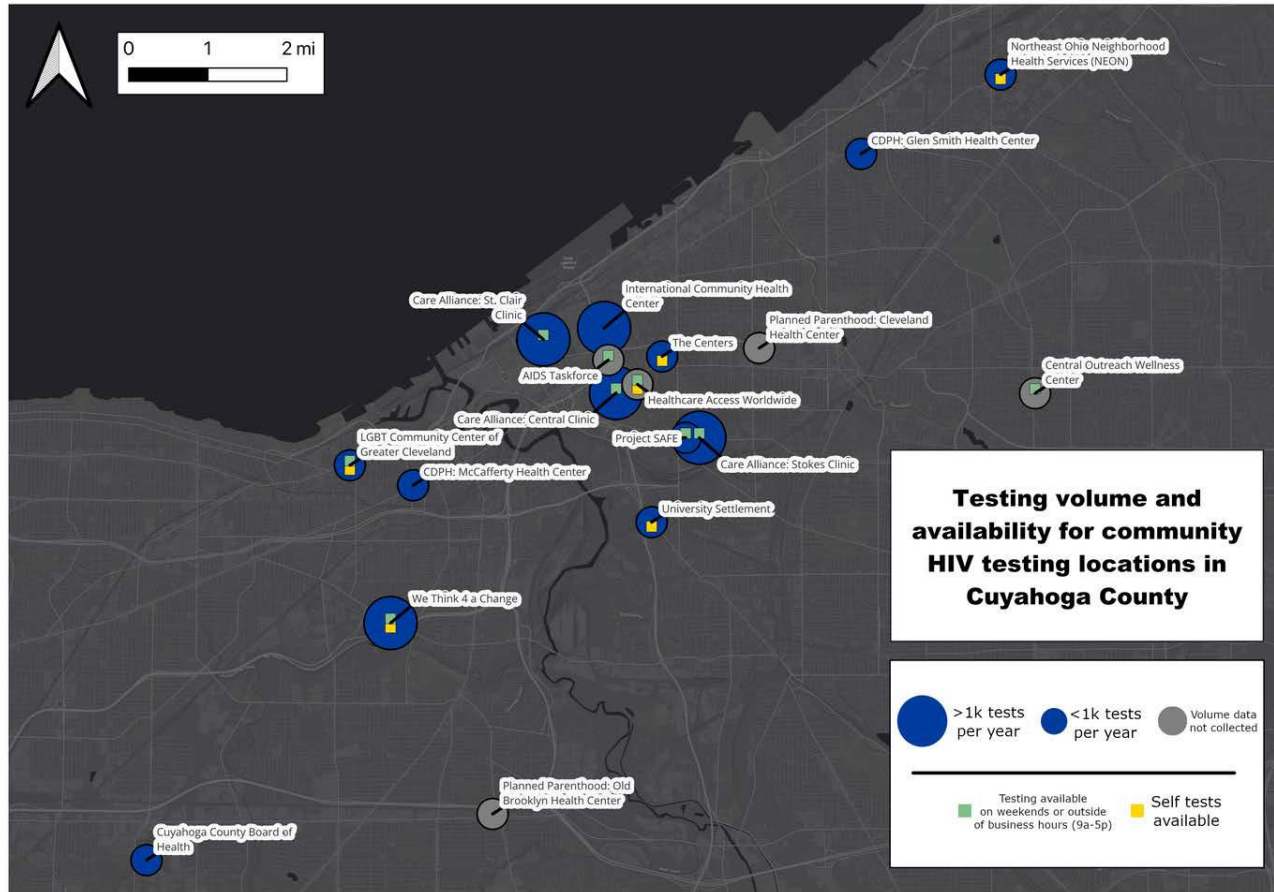 0 1 2 mi
Northeast Ohio Neighborhood
Health Services (NEON)
CDPH: Glen Smith Health Center
International Community Health
Center
Care Alliance: St. Clair
Clinic
Planned Parenthood: Cleveland
Health Center
The Centers
AIDS Taskforce
Central Outreach Wellness
Center
Healthcare Access Worldwide
Care Alliance: Central Clinic
Project SAFE
LGBT Community Center of
Greater Cleveland
Care Alliance: Stokes Clinic
CDPH: McCafferty Health Center
University Settlement
We Think 4 a Change
Planned Parenthood: Old
Brooklyn Health Center
Cuyahoga County Board of
Health
Testing volume and
availability for community
HIV testing locations in
Cuyahoga County
>1k tests
per year
<1k tests
per year
Volume data
not collected
Testing available
on weekends or outside
of business hours (9a-5p)
Self tests
available